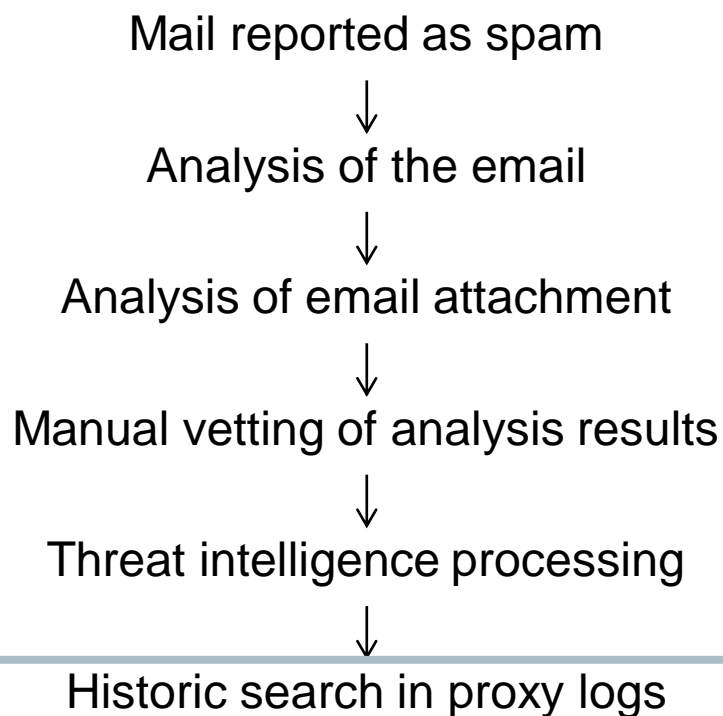 Mail reported as spam
Analysis of the email
Analysis of email attachment
Manual vetting of analysis results
Threat intelligence processing
Historic search in proxy logs